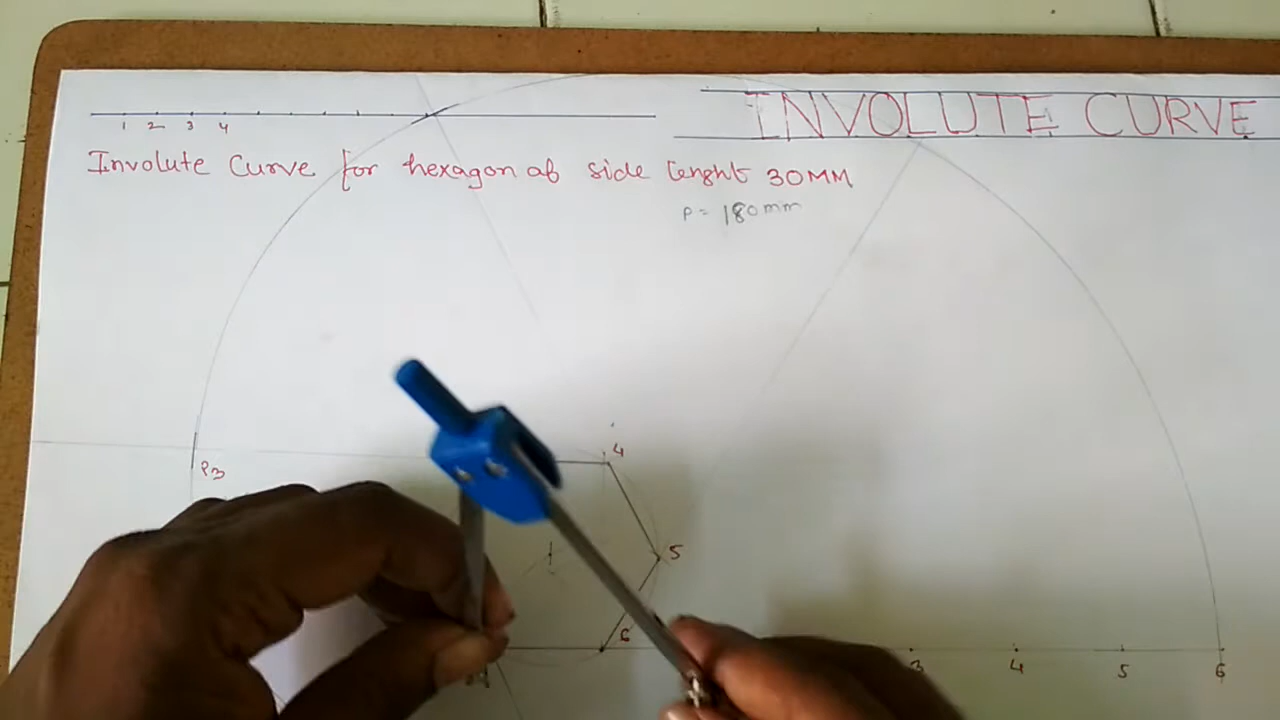 INVOLUTE CURVE
1 2 3 4
Involute Curve for hexagon of side lenght 30MM
P = 180mm
P3
4
5
6
3 4 5 6